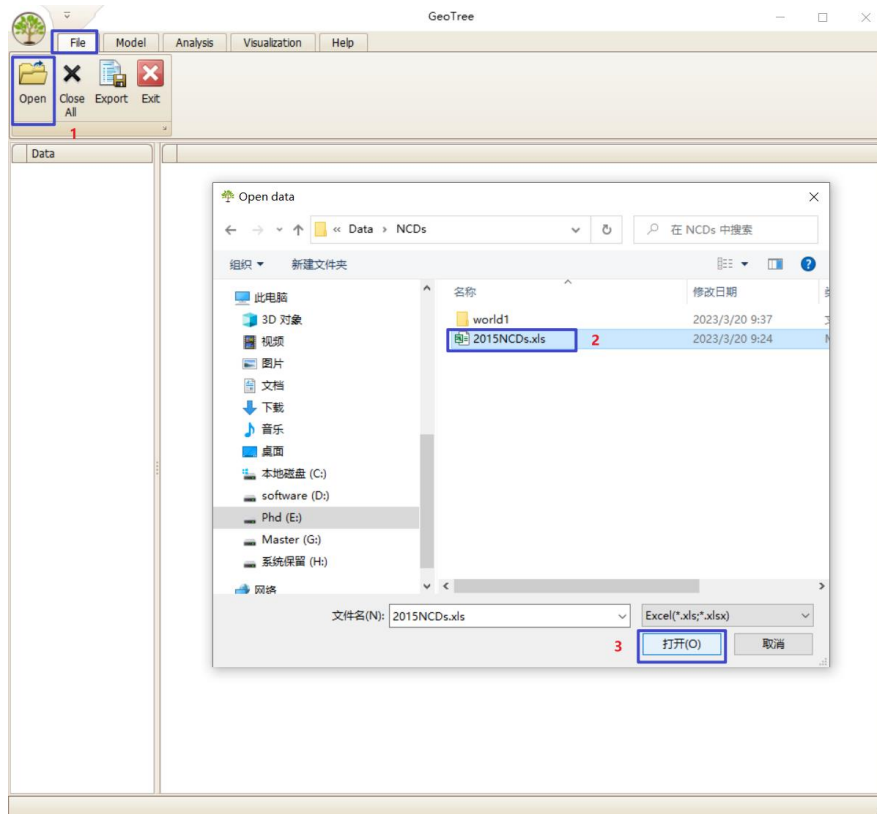 GeoTree
File Model Analysis Visualization Help
Open Close All Export Exit
1
Data
Open data
« Data › NCDs
在 NCDs 中搜索
组织 新建文件夹
此电脑
3D 对象
视频
图片
文档
下载
音乐
桌面
本地磁盘 (C:)
software (D:)
Phd (E:)
Master (G:)
系统保留 (H:)
网络
名称 修改日期
world1 2023/3/20 9:37
2015NCDs.xls 2 2023/3/20 9:24
文件名(N): 2015NCDs.xls Excel(*.xls;*.xlsx)
3 打开(O) 取消